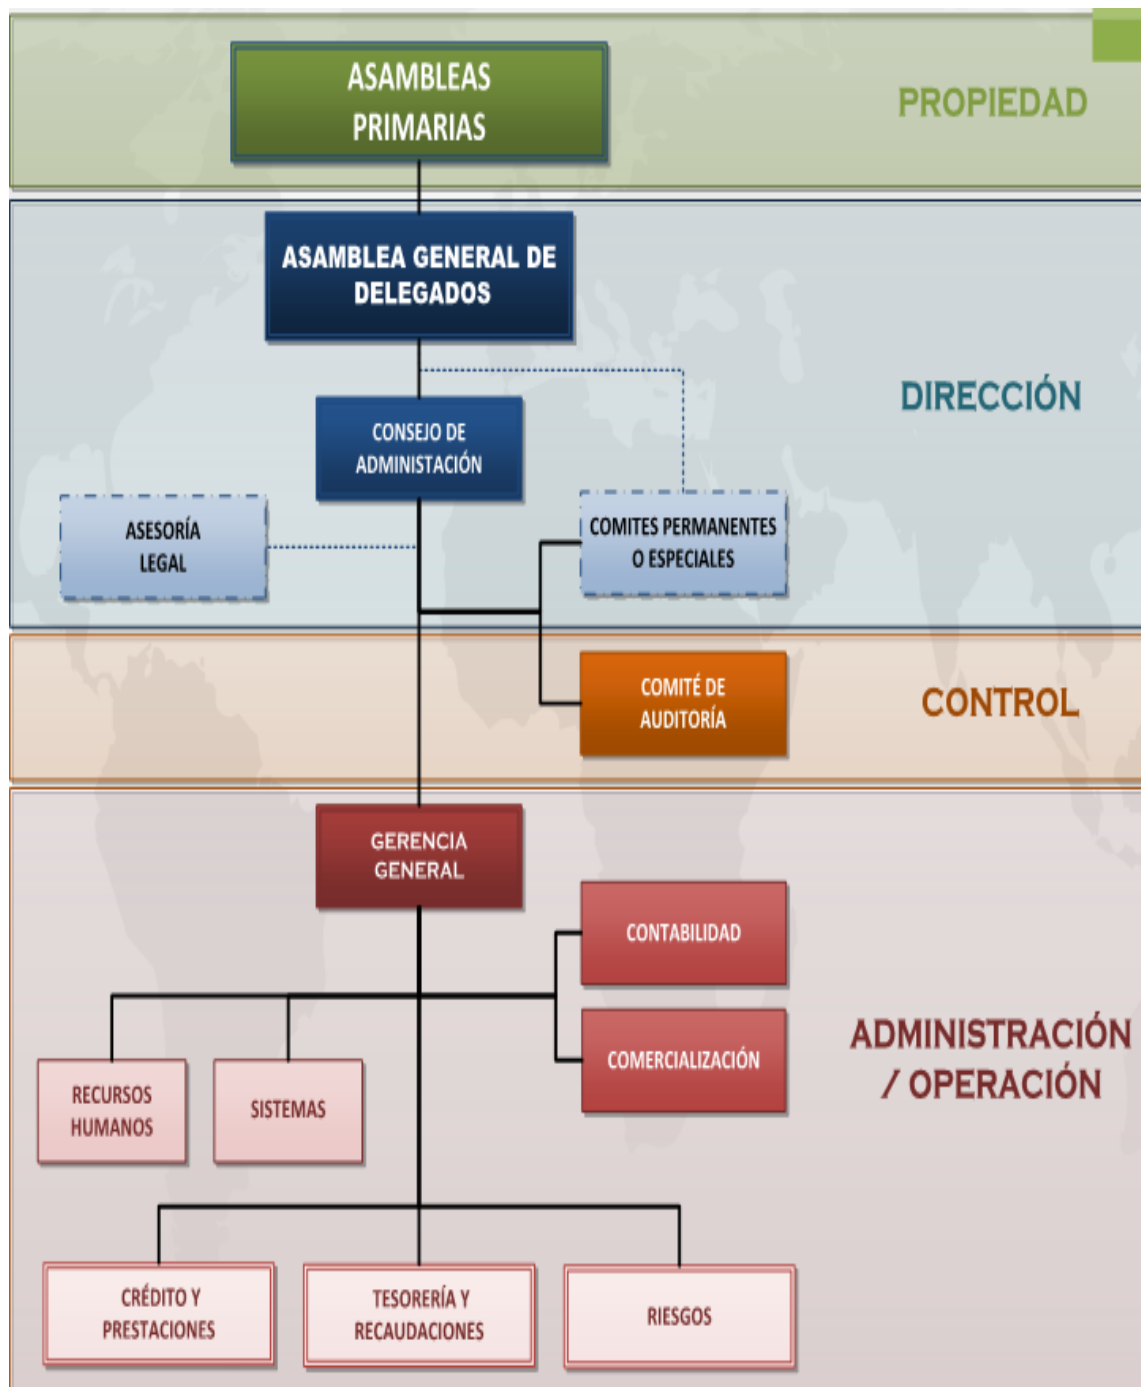 ASAMBLEAS
PRIMARIAS
PROPIEDAD
ASAMBLEA GENERAL DE
DELEGADOS
DIRECCIÓN
CONSEJO DE
ADMINISTACIÓN
ASESORÍA
LEGAL
COMITES PERMANENTES
O ESPECIALES
COMITÉ DE
AUDITORÍA
CONTROL
GERENCIA
GENERAL
CONTABILIDAD
COMERCIALIZACIÓN
ADMINISTRACIÓN
/ OPERACIÓN
RECURSOS
HUMANOS
SISTEMAS
CRÉDITO Y
PRESTACIONES
TESORERÍA Y
RECAUDACIONES
RIESGOS